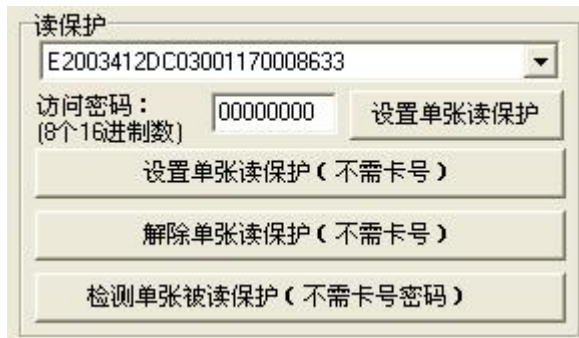 读保护
E2003412DC03001170008633
访问密码：
(8个16进制数)
00000000
设置单张读保护
设置单张读保护(不需卡号)
解除单张读保护(不需卡号)
检测单张被读保护(不需卡号密码)